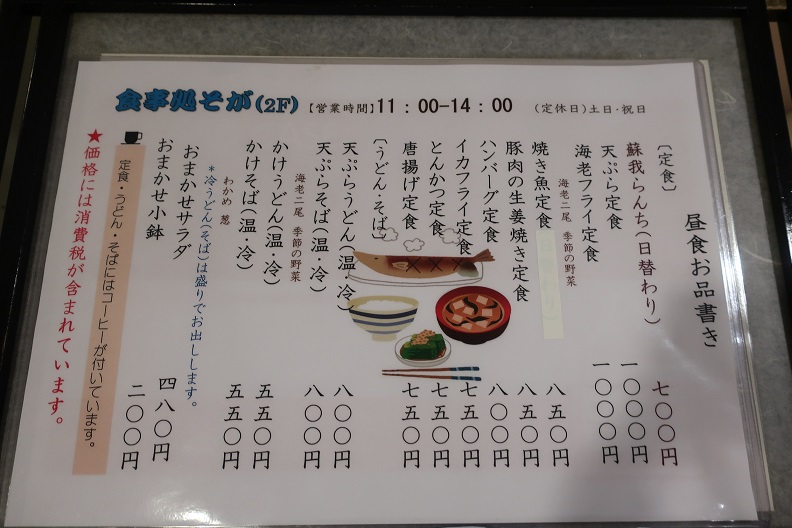 食事処そが(2F)【営業時間】11：00-14：00 (定休日)土日・祝日
昼食お品書き
〔定食〕
蘇我・らんち(日替わり) 七〇〇円
天ぷら定食 一〇〇〇円
海老フライ定食 一〇〇〇円
海老二尾 季節の野菜
焼き魚定食 八五〇円
豚肉の生姜焼き定食 八五〇円
ハンバーグ定食 八〇〇円
イカフライ定食 七五〇円
とんかつ定食 七五〇円
唐揚げ定食 七五〇円
〔うどん・そば〕
天ぷらうどん(温・冷) 八〇〇円
天ぷらそば(温・冷) 八〇〇円
海老二尾 季節の野菜
かけうどん(温・冷) 五五〇円
かけそば(温・冷) 五五〇円
わかめ 葱
*冷うどん(そば)は盛りでお出しします。
おまかせサラダ 四八〇円
おまかせ小鉢 二〇〇円
定食・うどん・そばにはコーヒーが付いています。
★価格には消費税が含まれています。